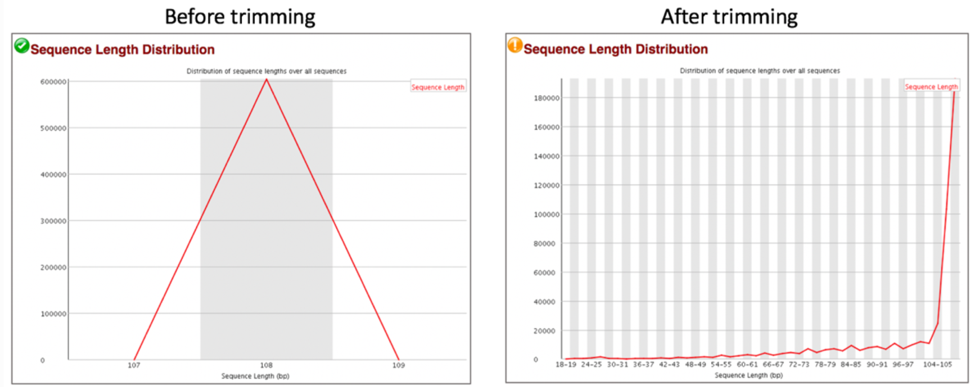 Before trimming
Sequence Length Distribution
Distribution of sequence lengths over all sequences
Sequence Length
600000
500000
400000
300000
200000
100000
0
107 108 109
Sequence Length (bp)
After trimming
Sequence Length Distribution
Distribution of sequence lengths over all sequences
Sequence Length
180000
160000
140000
120000
100000
80000
60000
40000
20000
0
18-19 24-25 30-31 36-37 42-43 48-49 54-55 60-61 66-67 72-73 78-79 84-85 90-91 96-97 104-105
Sequence Length (bp)